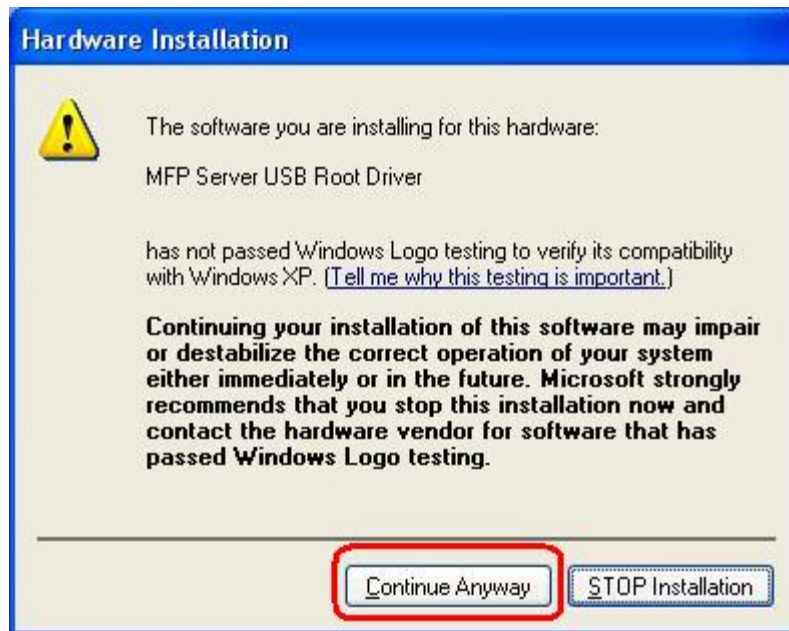 Hardware Installation
The software you are installing for this hardware:
MFP Server USB Root Driver
has not passed Windows Logo testing to verify its compatibility
with Windows XP. (Tell me why this testing is important.)
Continuing your installation of this software may impair
or destabilize the correct operation of your system
either immediately or in the future. Microsoft strongly
recommends that you stop this installation now and
contact the hardware vendor for software that has
passed Windows Logo testing.
Continue Anyway
STOP Installation